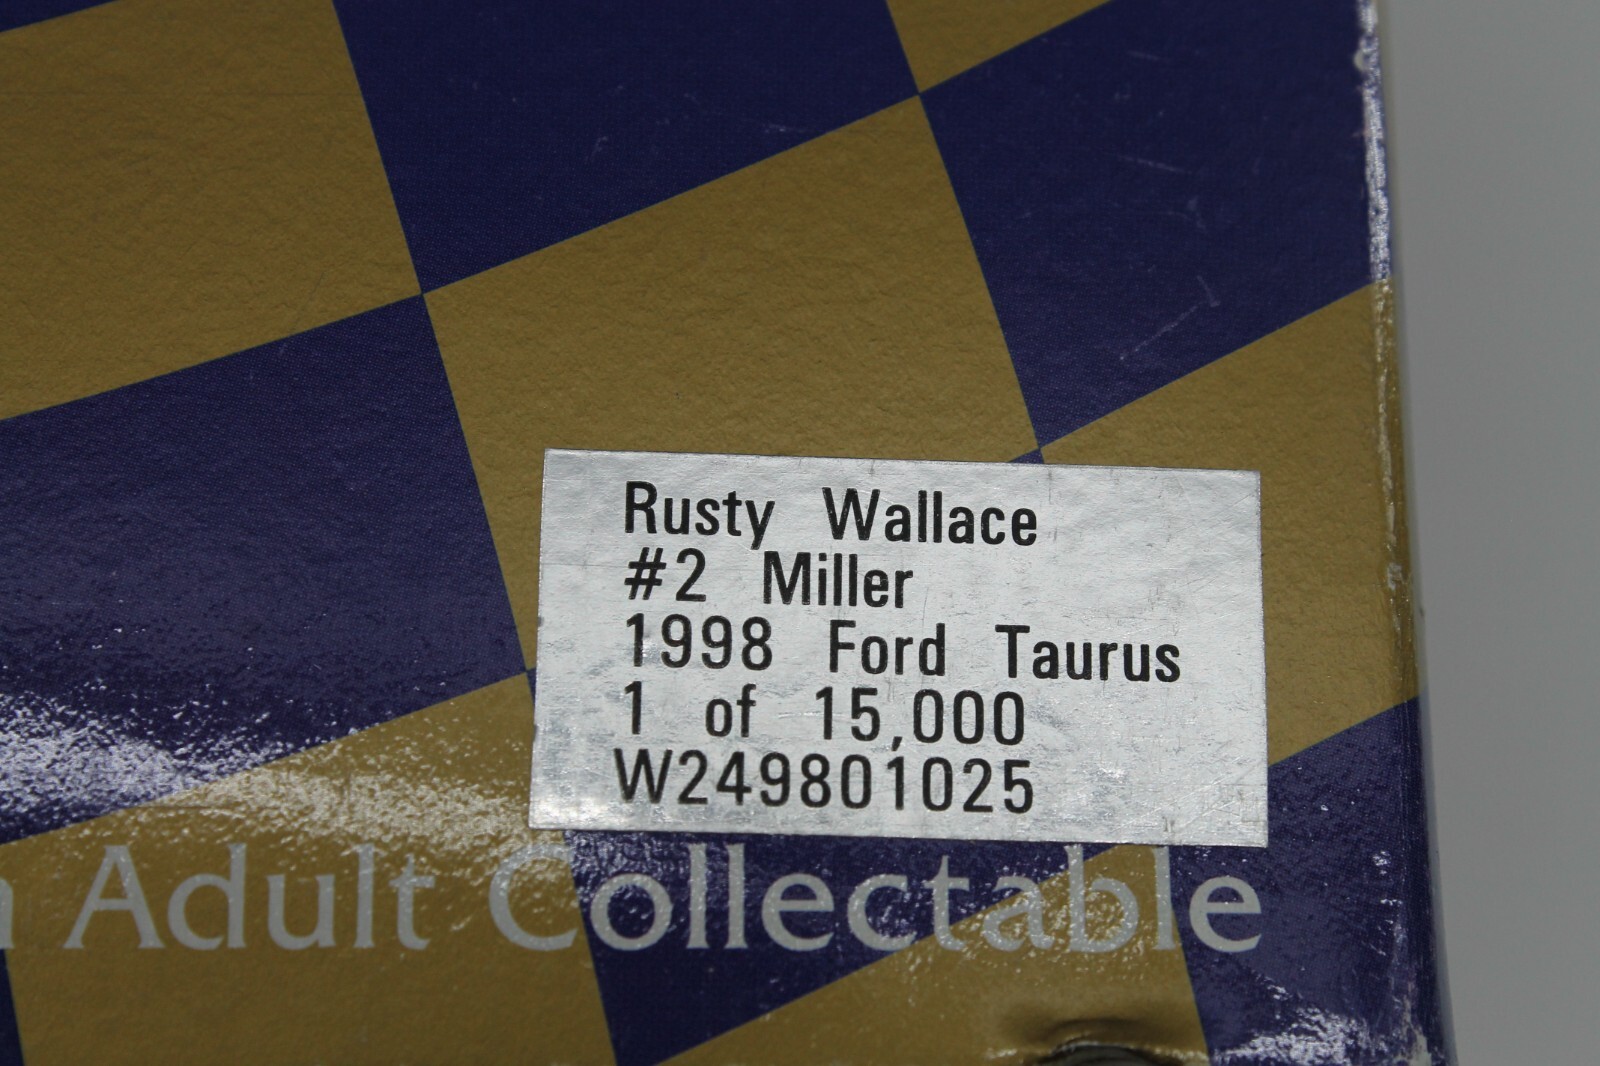 Rusty Wallace
#2 Miller
1998 Ford Taurus
1 of 15,000
W249801025
Adult Collectable